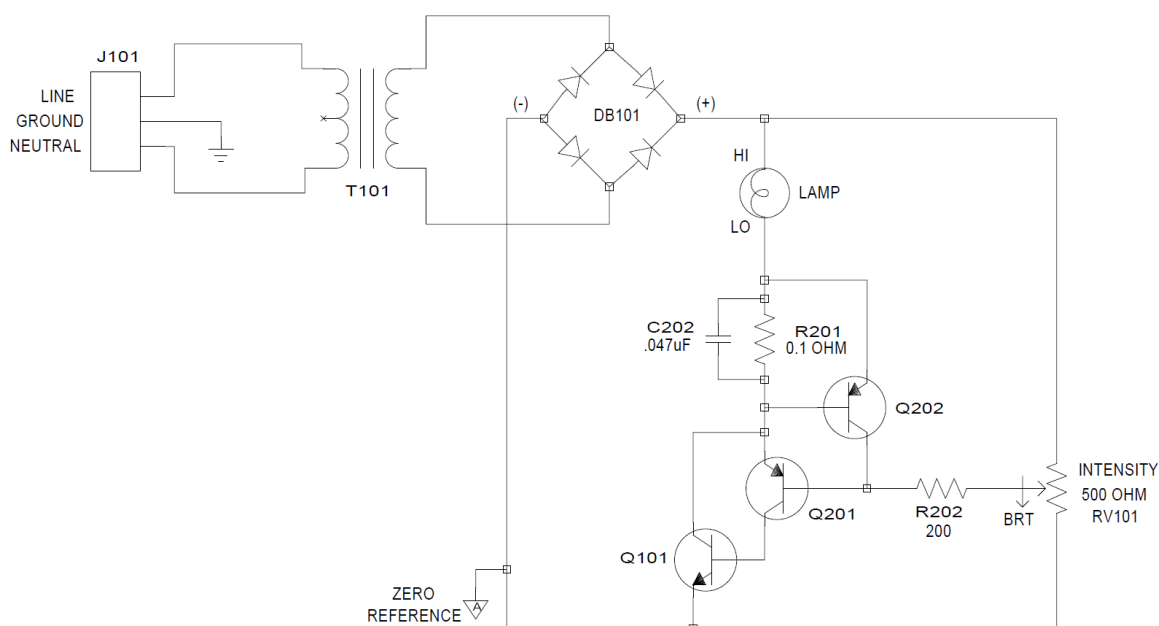 J101
LINE
GROUND
NEUTRAL
T101
(-)
DB101
(+)
HI
LAMP
LO
C202
.047uF
R201
0.1 OHM
Q202
Q201
R202
200
BRT
INTENSITY
500 OHM
RV101
Q101
ZERO
REFERENCE
A